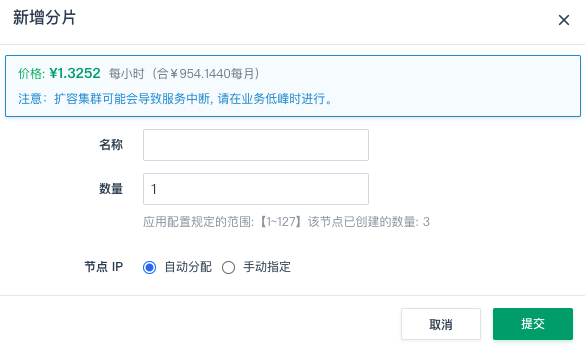 新增分片
价格: ¥1.3252 每小时 (合¥954.1440每月)
注意：扩容集群可能会导致服务中断, 请在业务低峰时进行。
名称
数量 1
应用配置规定的范围:【1~127】该节点已创建的数量: 3
节点 IP 自动分配 手动指定
取消 提交